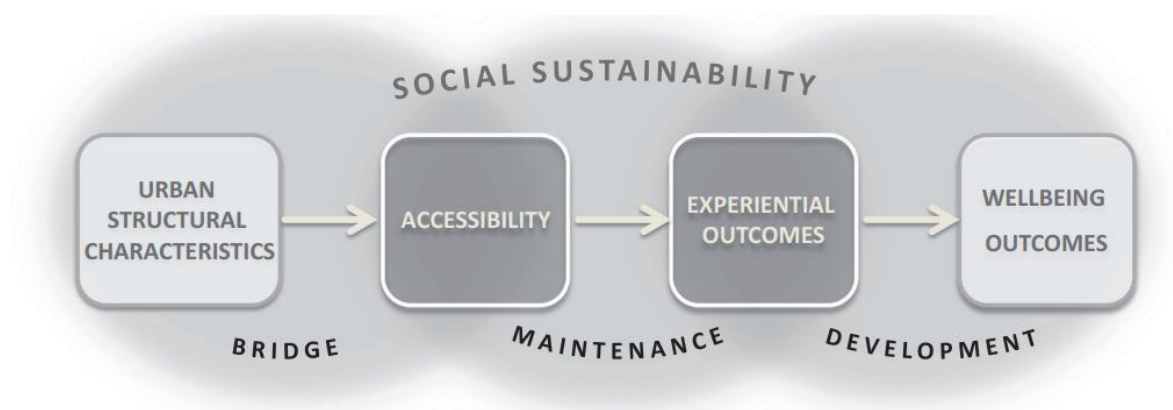 SOCIAL SUSTAINABILITY
URBAN
STRUCTURAL
CHARACTERISTICS
ACCESSIBILITY
EXPERIENTIAL
OUTCOMES
WELLBEING
OUTCOMES
BRIDGE
MAINTENANCE
DEVELOPMENT